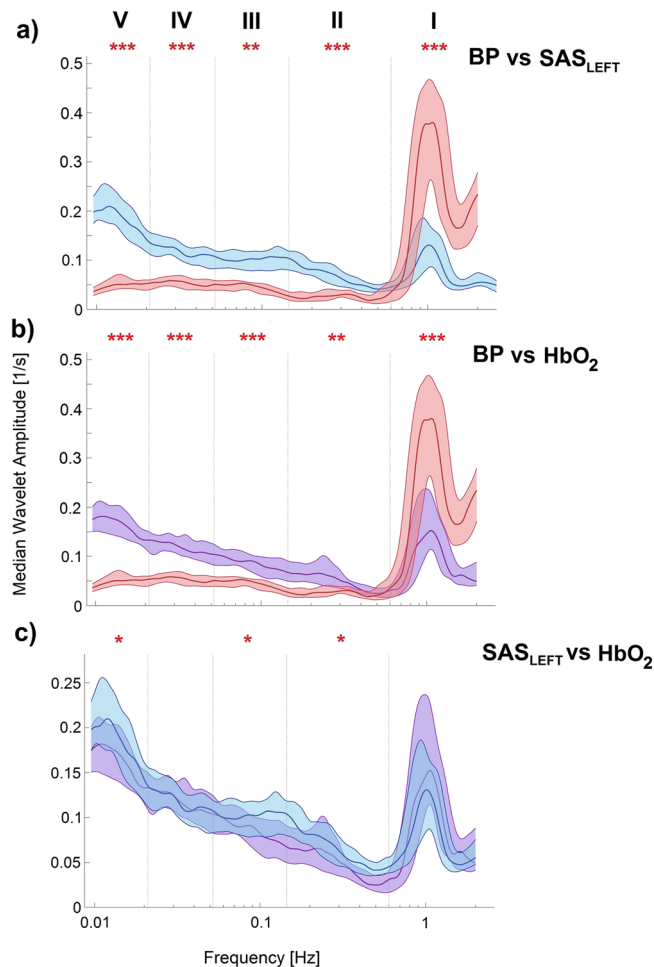 V IV III II I
a)
*** *** ** *** ***
BP vs SAS_LEFT
0.5
0.4
0.3
0.2
0.1
0
b)
*** *** *** ** ***
BP vs HbO₂
0.5
0.4
0.3
0.2
0.1
0
Median Wavelet Amplitude [1/s]
c)
* * *
SAS_LEFT vs HbO₂
0.25
0.2
0.15
0.1
0.05
0
0.01 0.1 1
Frequency [Hz]